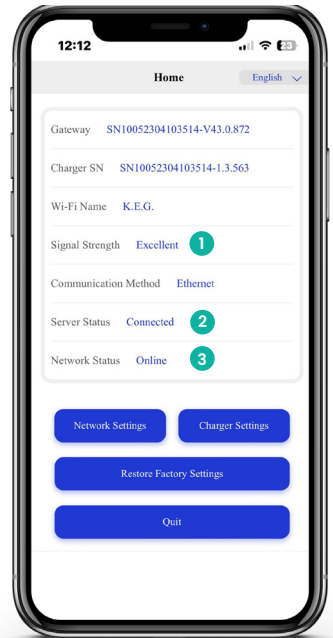 12:12 23
Home English
Gateway SN10052304103514-V43.0.872
Charger SN SN10052304103514-1.3.563
Wi-Fi Name K.E.G.
Signal Strength Excellent 1
Communication Method Ethernet
Server Status Connected 2
Network Status Online 3
Network Settings Charger Settings
Restore Factory Settings
Quit